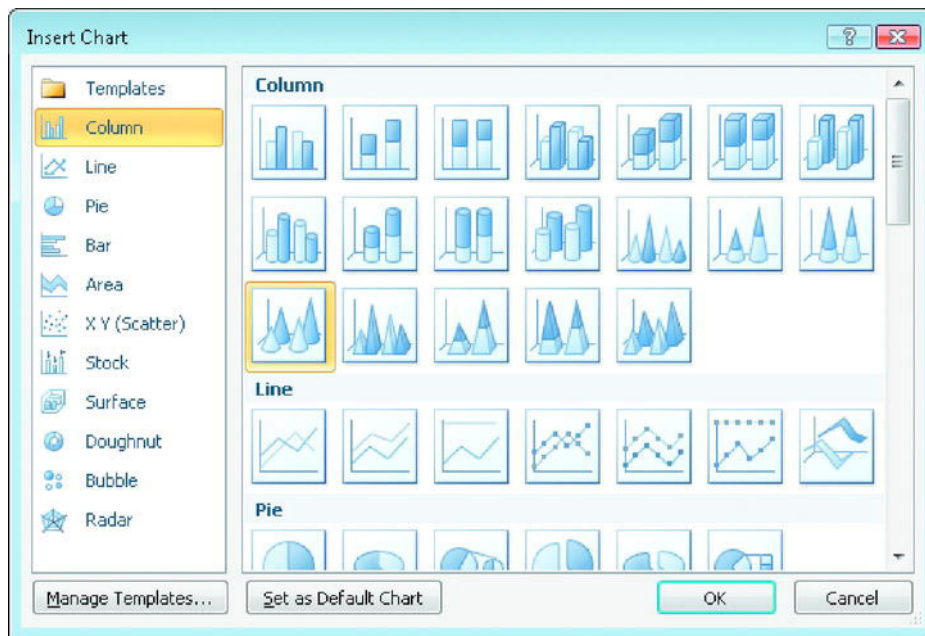 Insert Chart
Templates
Column
Line
Pie
Bar
Area
X Y (Scatter)
Stock
Surface
Doughnut
Bubble
Radar
Column
Line
Pie
Manage Templates...
Set as Default Chart
OK
Cancel